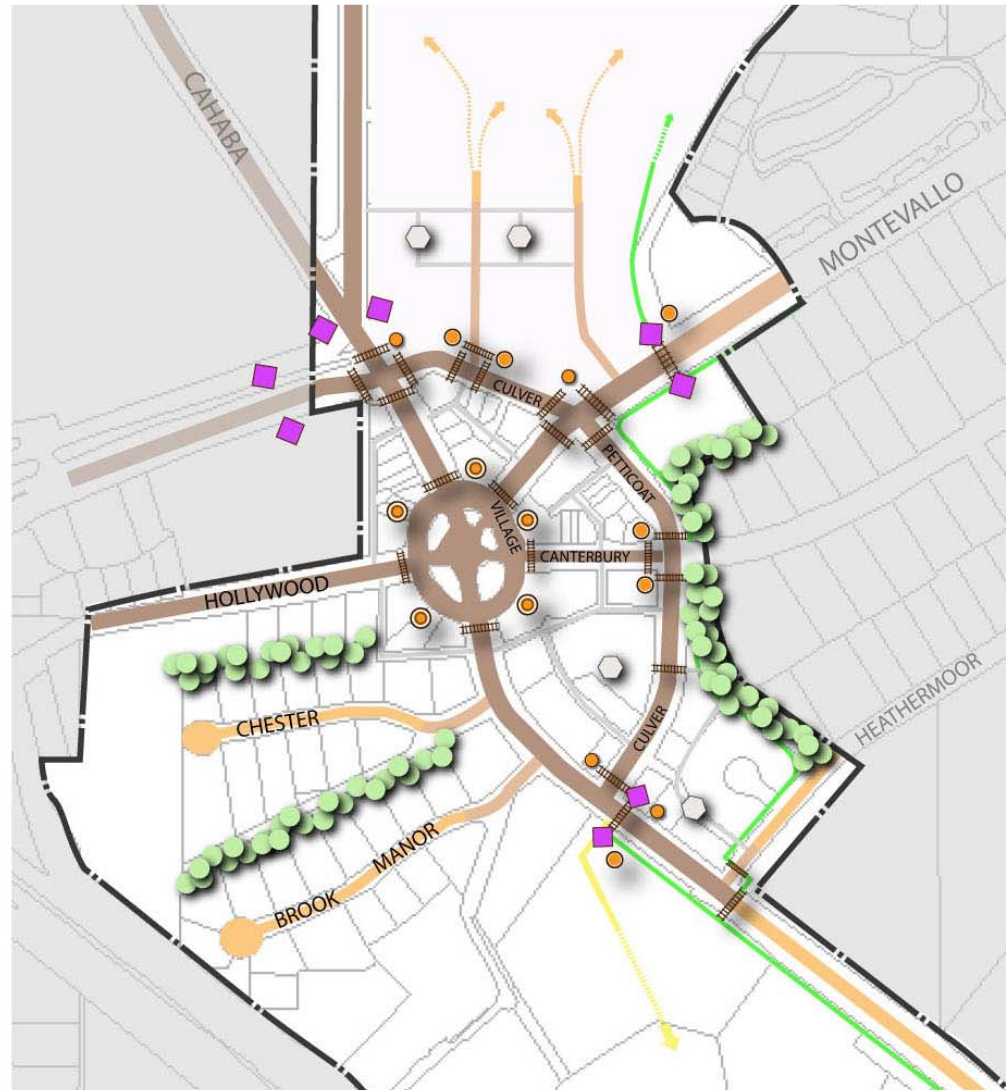 CAHABA
MONTEVALLO
CULVER
PETTICOAT
VILLAGE
CANTERBURY
HOLLYWOOD
CHESTER
CULVER
HEATHERMOOR
BROOK MANOR